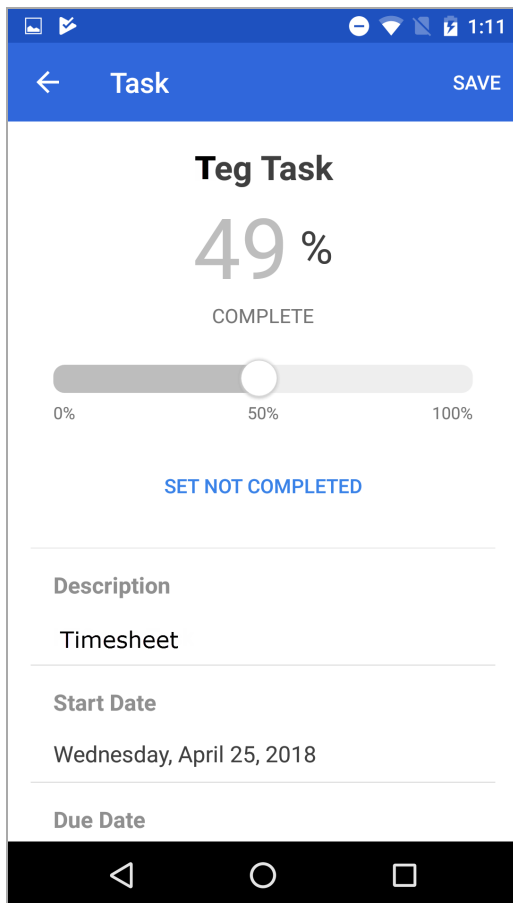 1:11
Task SAVE
Teg Task
49 %
COMPLETE
0% 50% 100%
SET NOT COMPLETED
Description
Timesheet
Start Date
Wednesday, April 25, 2018
Due Date